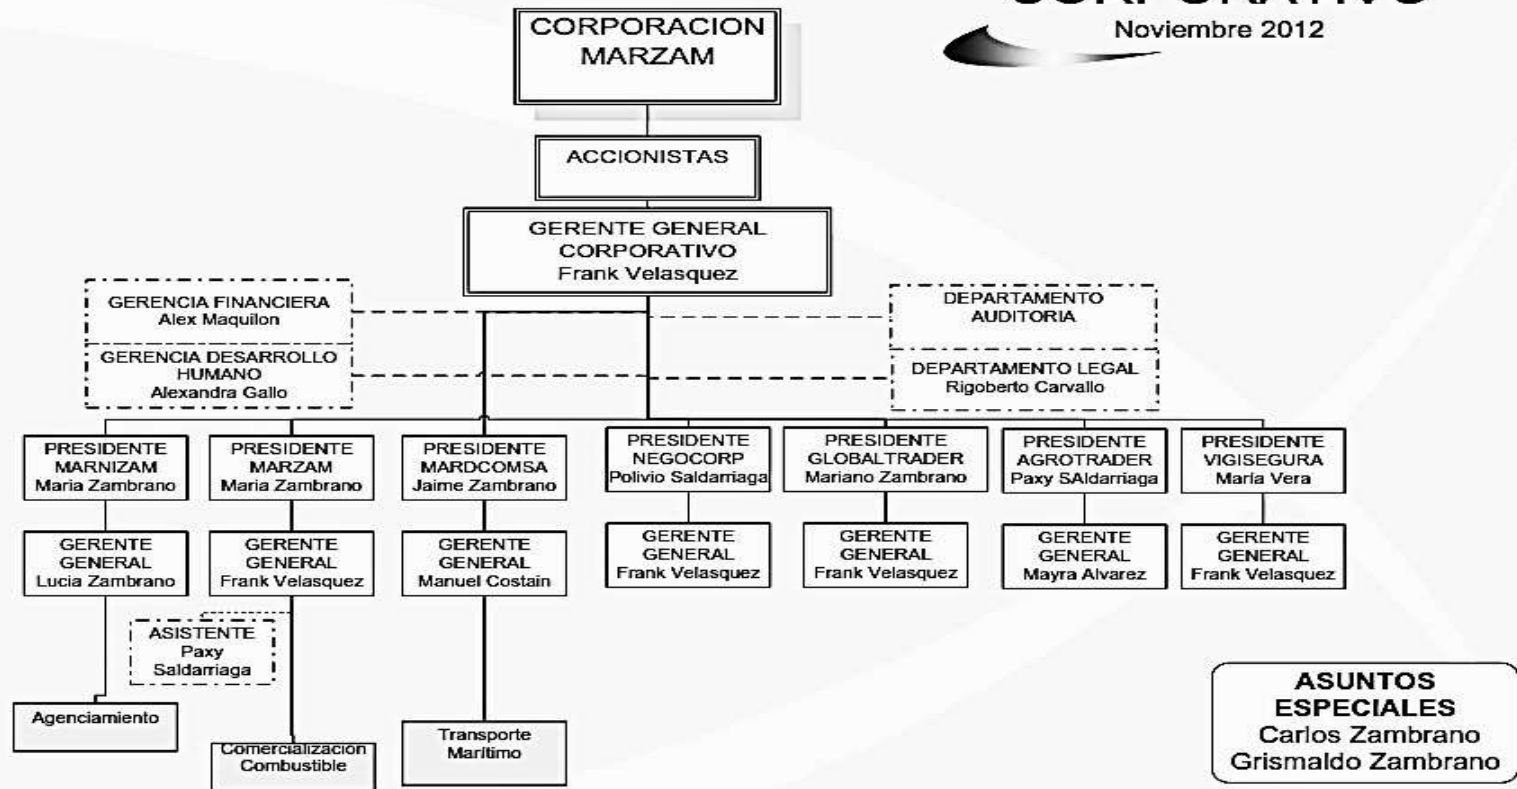 CORPORATIVO
Noviembre 2012
CORPORACION
MARZAM
ACCIONISTAS
GERENTE GENERAL
CORPORATIVO
Frank Velasquez
GERENCIA FINANCIERA
Alex Maquilon
GERENCIA DESARROLLO
HUMANO
Alexandra Gallo
DEPARTAMENTO
AUDITORIA
DEPARTAMENTO LEGAL
Rigoberto Carvallo
PRESIDENTE
MARNIZAM
Maria Zambrano
PRESIDENTE
MARZAM
Maria Zambrano
PRESIDENTE
MARDCOMSA
Jaime Zambrano
PRESIDENTE
NEGOCORP
Polivio Saldarriaga
PRESIDENTE
GLOBALTRADER
Mariano Zambrano
PRESIDENTE
AGROTRADER
Paxy SAldarriaga
PRESIDENTE
VIGISEGURA
María Vera
GERENTE
GENERAL
Lucia Zambrano
GERENTE
GENERAL
Frank Velasquez
GERENTE
GENERAL
Manuel Costain
GERENTE
GENERAL
Frank Velasquez
GERENTE
GENERAL
Frank Velasquez
GERENTE
GENERAL
Mayra Alvarez
GERENTE
GENERAL
Frank Velasquez
ASISTENTE
Paxy
Saldarriaga
Agenciamiento
Comercialización
Combustible
Transporte
Marítimo
ASUNTOS
ESPECIALES
Carlos Zambrano
Grismaldo Zambrano